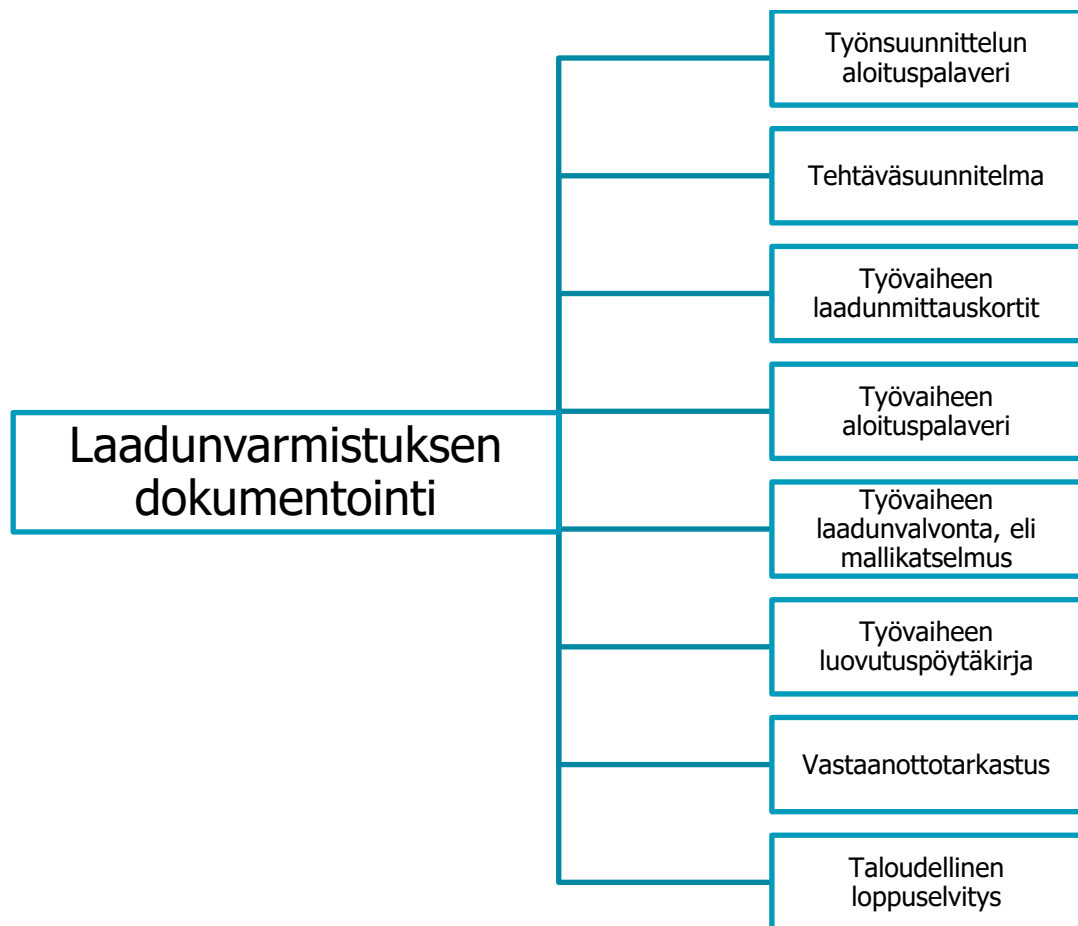 Työnsuunnittelun
aloituspalaveri
Tehtäväsuunnitelma
Työvaiheen
laadunmittauskortit
Työvaiheen
aloituspalaveri
Laadunvarmistuksen
dokumentointi
Työvaiheen
laadunvalvonta, eli
mallikatselmus
Työvaiheen
luovutuspöytäkirja
Vastaanottotarkastus
Taloudellinen
loppuselvitys